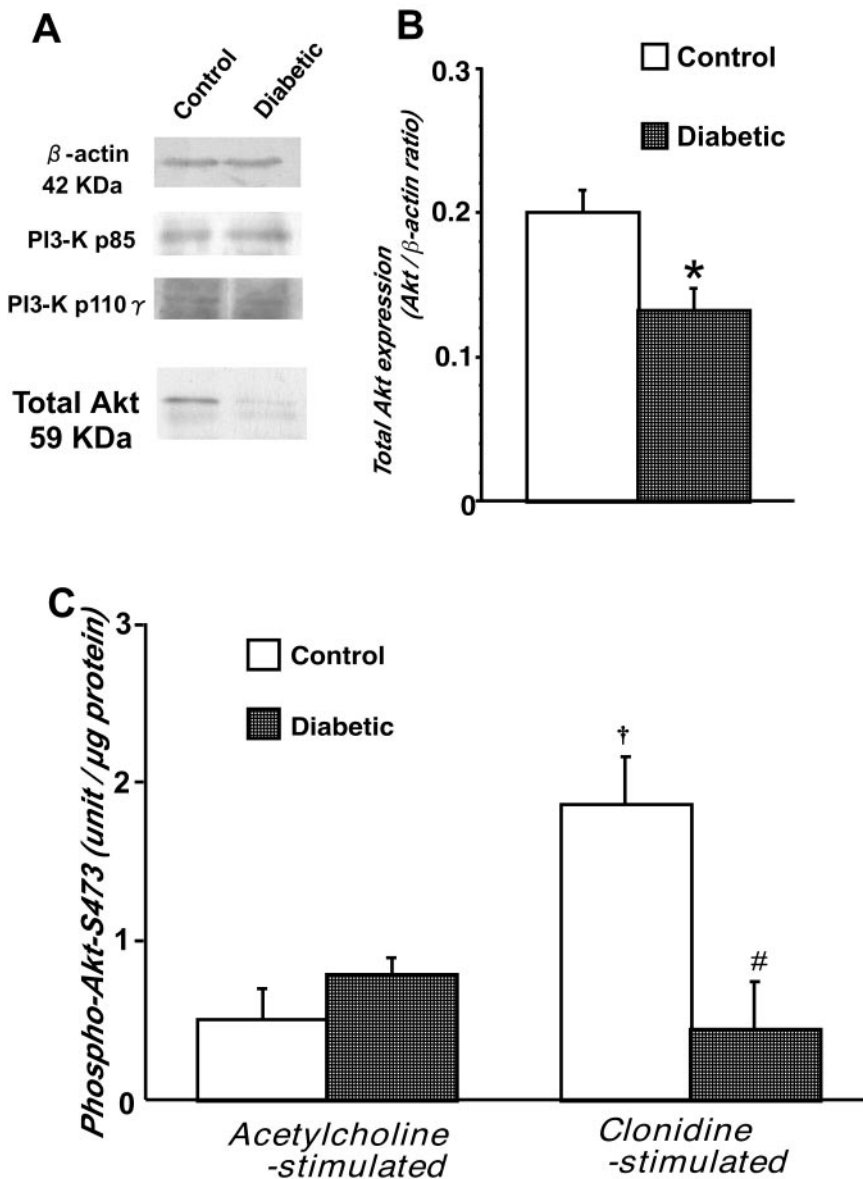 A
Control
Diabetic
β-actin
42 KDa
PI3-K p85
PI3-K p110 γ
Total Akt
59 KDa
B
Control
Diabetic
Total Akt expression
(Akt / β-actin ratio)
0.3
0.2
0.1
0
*
C
Control
Diabetic
Phospho-Akt-S473 (unit / µg protein)
3
2
1
0
†
#
Acetylcholine
-stimulated
Clonidine
-stimulated